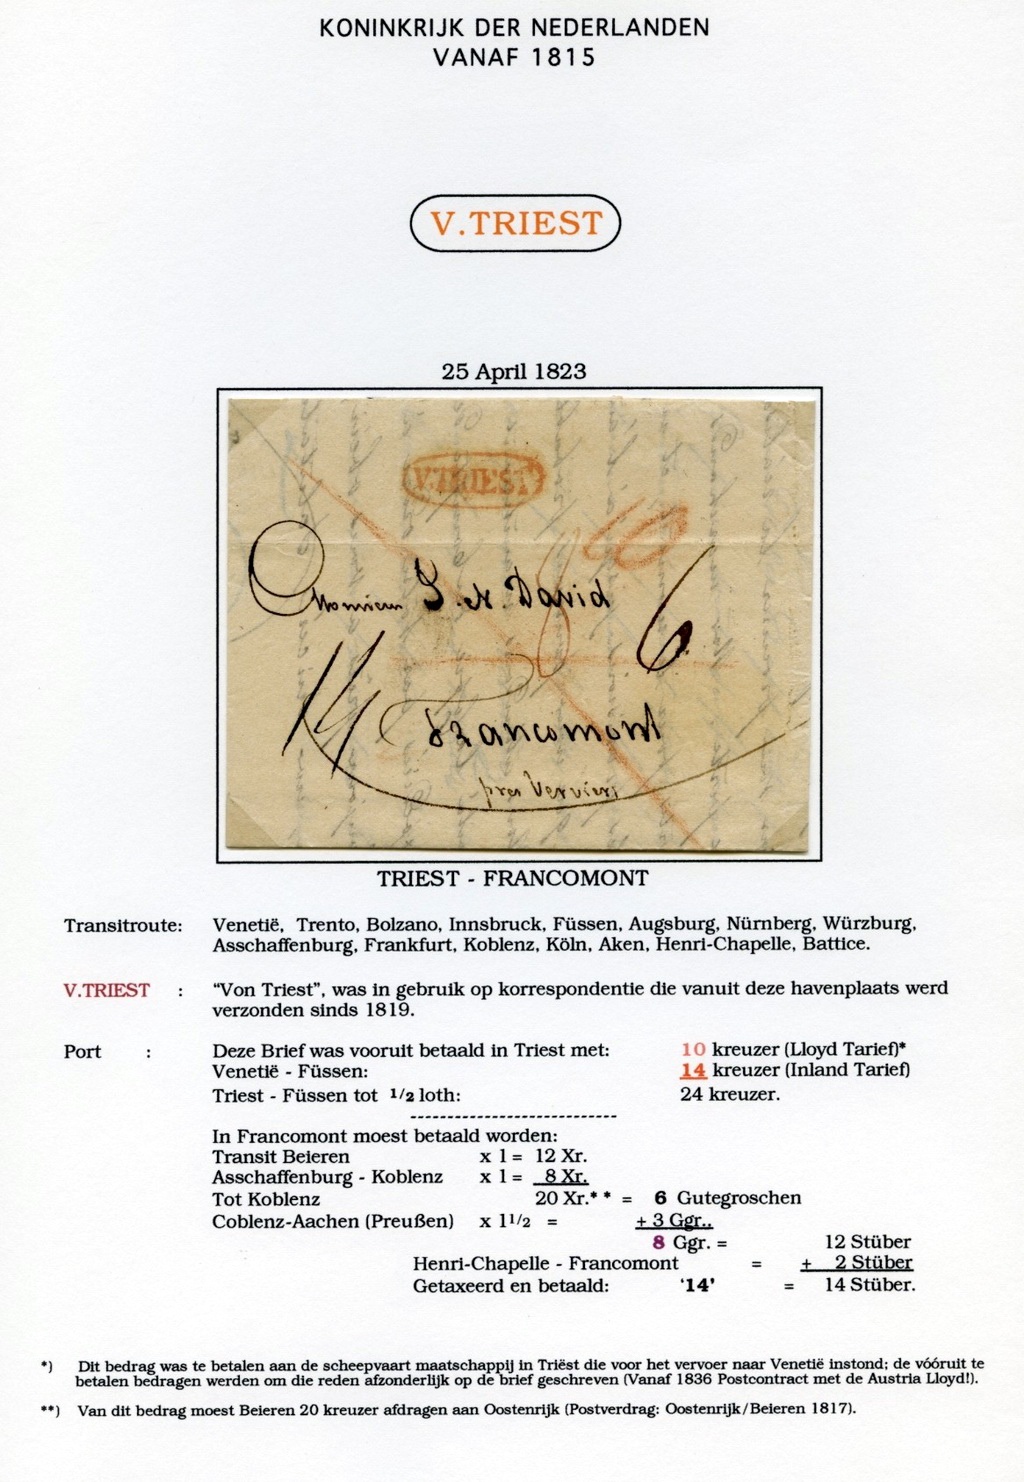 KONINKRIJK DER NEDERLANDEN
VANAF 1815
V.TRIEST
25 April 1823
V.TRIEST
10
Monsieur J. N. David
8
6
14
Francomont
pres Verviers
TRIEST - FRANCOMONT
Transitroute: Venetië, Trento, Bolzano, Innsbruck, Füssen, Augsburg, Nürnberg, Würzburg,
Asschaffenburg, Frankfurt, Koblenz, Köln, Aken, Henri-Chapelle, Battice.
V.TRIEST : "Von Triest", was in gebruik op korrespondentie die vanuit deze havenplaats werd
verzonden sinds 1819.
Port : Deze Brief was vooruit betaald in Triest met: 10 kreuzer (Lloyd Tarief)*
Venetië - Füssen: 14 kreuzer (Inland Tarief)
Triest - Füssen tot 1/2 loth: 24 kreuzer.
----------------------------
In Francomont moest betaald worden:
Transit Beieren x 1 = 12 Xr.
Asschaffenburg - Koblenz x 1 = 8 Xr.
Tot Koblenz 20 Xr.** = 6 Gutegroschen
Coblenz-Aachen (Preußen) x 1 1/2 = + 3 Ggr..
8 Ggr. = 12 Stüber
Henri-Chapelle - Francomont = + 2 Stüber
Getaxeerd en betaald: '14' = 14 Stüber.
*) Dit bedrag was te betalen aan de scheepvaart maatschappij in Triëst die voor het vervoer naar Venetië instond; de vóóruit te
betalen bedragen werden om die reden afzonderlijk op de brief geschreven (Vanaf 1836 Postcontract met de Austria Lloyd!).
**) Van dit bedrag moest Beieren 20 kreuzer afdragen aan Oostenrijk (Postverdrag: Oostenrijk/Beieren 1817).